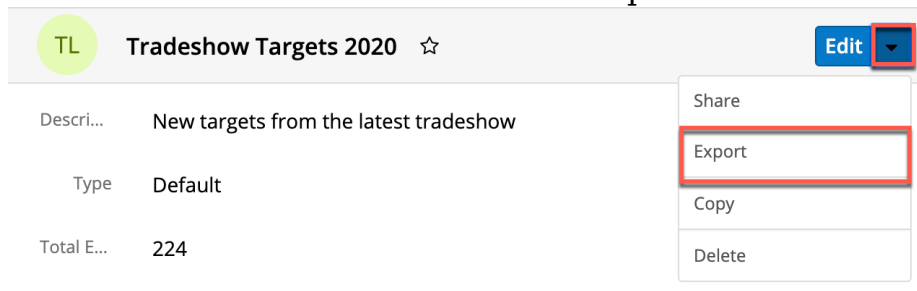 TL Tradeshow Targets 2020 Edit
Share
Descri... New targets from the latest tradeshow
Export
Type Default
Copy
Total E... 224
Delete